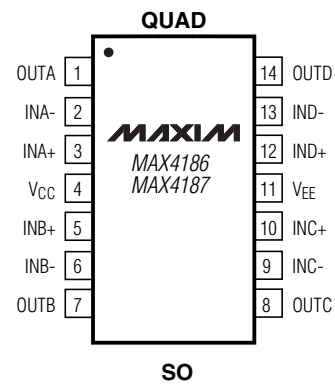 QUAD
OUTA 1 14 OUTD
INA- 2 13 IND-
MAXIM
INA+ 3 12 IND+
MAX4186
VCC 4 MAX4187 11 VEE
INB+ 5 10 INC+
INB- 6 9 INC-
OUTB 7 8 OUTC
SO